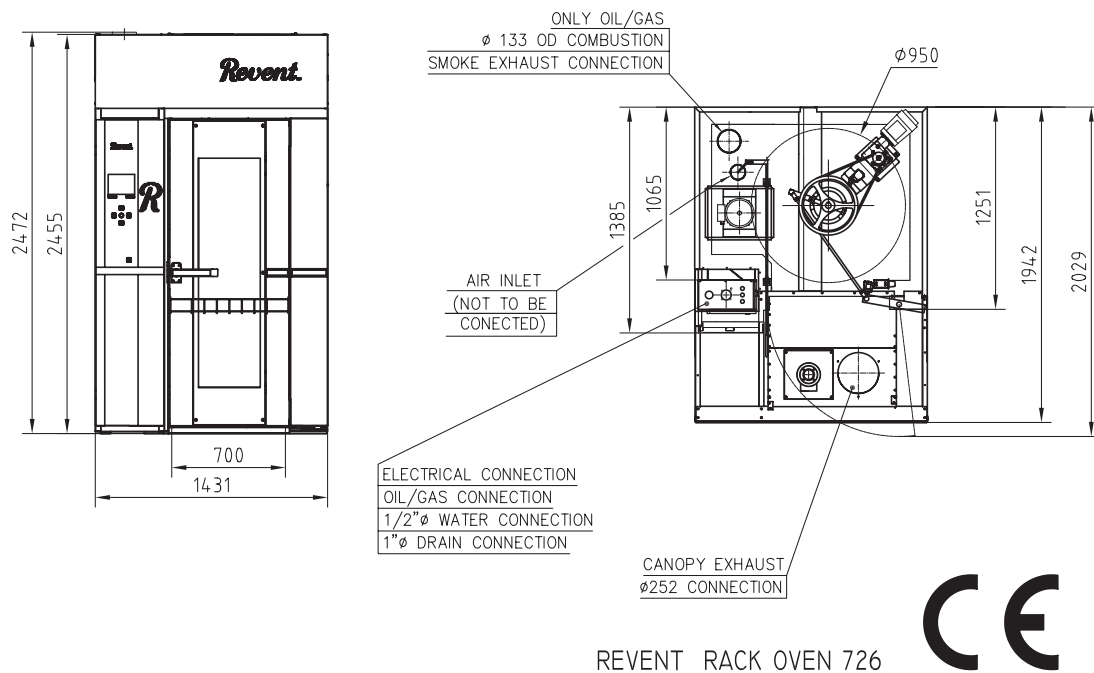 ONLY OIL/GAS
ø 133 OD COMBUSTION
SMOKE EXHAUST CONNECTION
Revent
ø950
2472
2455
Revent
R
1385
1065
1251
1942
2029
AIR INLET
(NOT TO BE
CONECTED)
700
1431
ELECTRICAL CONNECTION
OIL/GAS CONNECTION
1/2"ø WATER CONNECTION
1"ø DRAIN CONNECTION
CANOPY EXHAUST
ø252 CONNECTION
CE
REVENT RACK OVEN 726